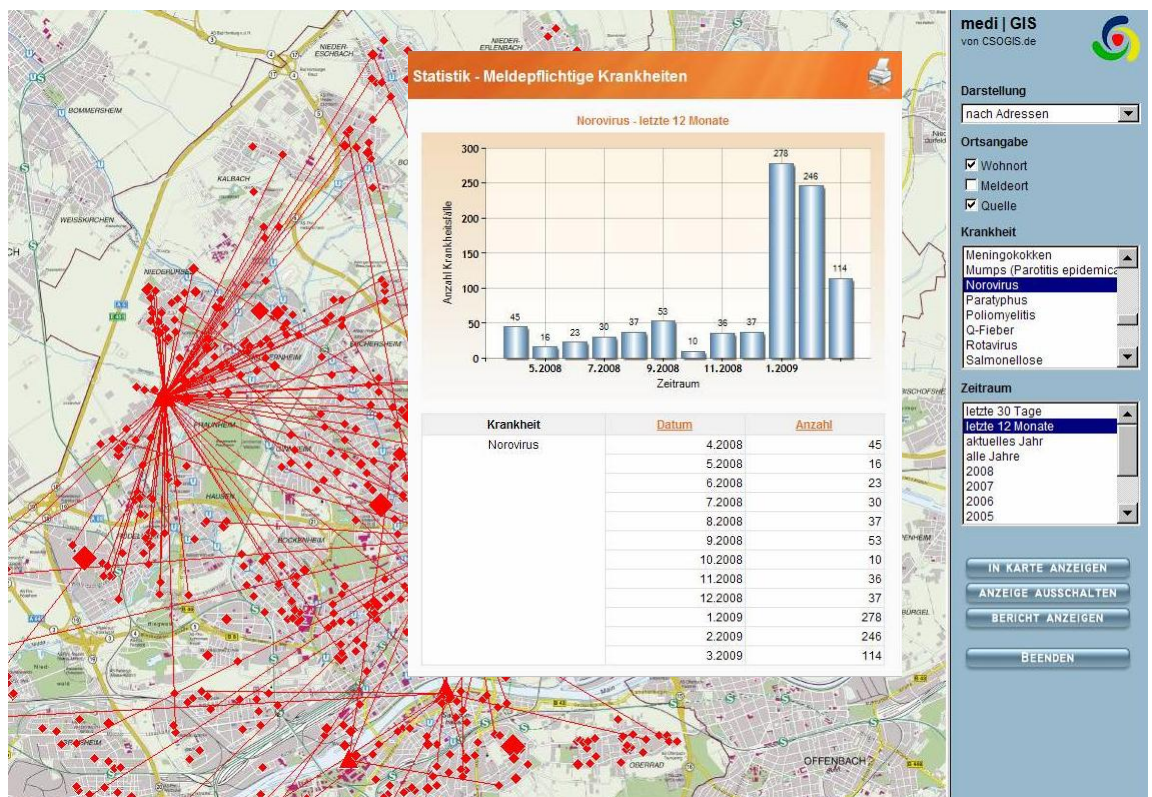 NIEDER-
ESCHBACH
NIEDER-
ERLENBACH
BOMMERSHEIM
KALBACH
WEISSKIRCHEN
HAUSEN
BOCKENHEIM
OBERRAD
OFFENBACH
Main
Statistik - Meldepflichtige Krankheiten
Norovirus - letzte 12 Monate
Anzahl Krankheitsfälle
300
250
200
150
100
50
0
45
16
23
30
37
53
10
36
37
278
246
114
5.2008
7.2008
9.2008
11.2008
1.2009
Zeitraum
Krankheit Datum Anzahl
Norovirus 4.2008 45
5.2008 16
6.2008 23
7.2008 30
8.2008 37
9.2008 53
10.2008 10
11.2008 36
12.2008 37
1.2009 278
2.2009 246
3.2009 114
medi | GIS
von CSOGIS.de
Darstellung
nach Adressen
Ortsangabe
Wohnort
Meldeort
Quelle
Krankheit
Meningokokken
Mumps (Parotitis epidemica
Norovirus
Paratyphus
Poliomyelitis
Q-Fieber
Rotavirus
Salmonellose
Zeitraum
letzte 30 Tage
letzte 12 Monate
aktuelles Jahr
alle Jahre
2008
2007
2006
2005
IN KARTE ANZEIGEN
ANZEIGE AUSSCHALTEN
BERICHT ANZEIGEN
BEENDEN